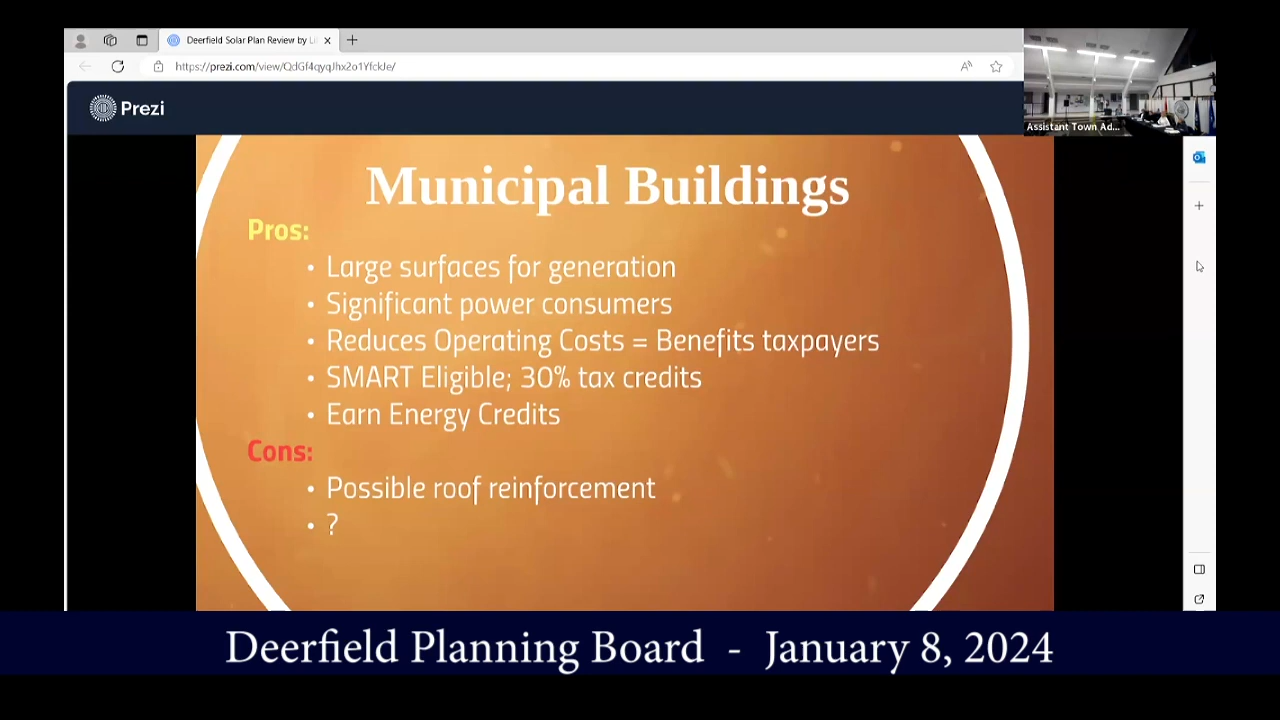 Deerfield Solar Plan Review by Li
https://prezi.com/view/QdGf4qyqJhx2o1YfckJe/
Prezi
Assistant Town Ad...
Municipal Buildings
Pros:
• Large surfaces for generation
• Significant power consumers
• Reduces Operating Costs = Benefits taxpayers
• SMART Eligible; 30% tax credits
• Earn Energy Credits
Cons:
• Possible roof reinforcement
• ?
Deerfield Planning Board - January 8, 2024